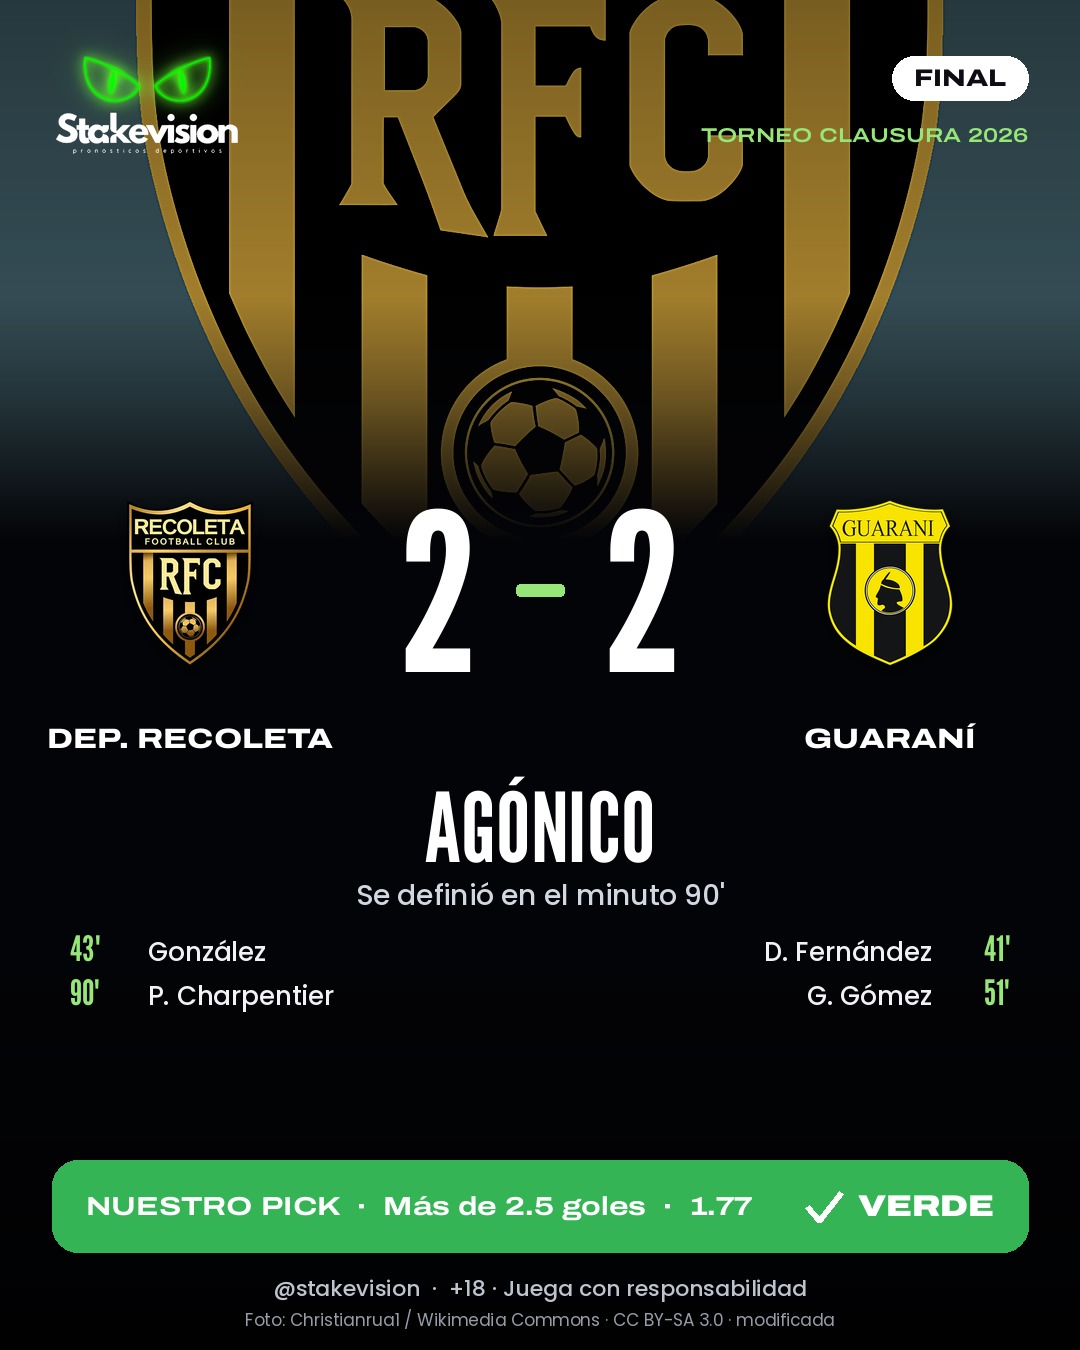 RFC
Stakevision
pronósticos deportivos
FINAL
TORNEO CLAUSURA 2026
RECOLETA
FOOTBALL CLUB
RFC
2 - 2
GUARANI
DEP. RECOLETA
GUARANÍ
AGÓNICO
Se definió en el minuto 90'
43' González
D. Fernández 41'
90' P. Charpentier
G. Gómez 51'
NUESTRO PICK · Más de 2.5 goles · 1.77 ✓ VERDE
@stakevision · +18 · Juega con responsabilidad
Foto: Christianrual / Wikimedia Commons · CC BY-SA 3.0 · modificada